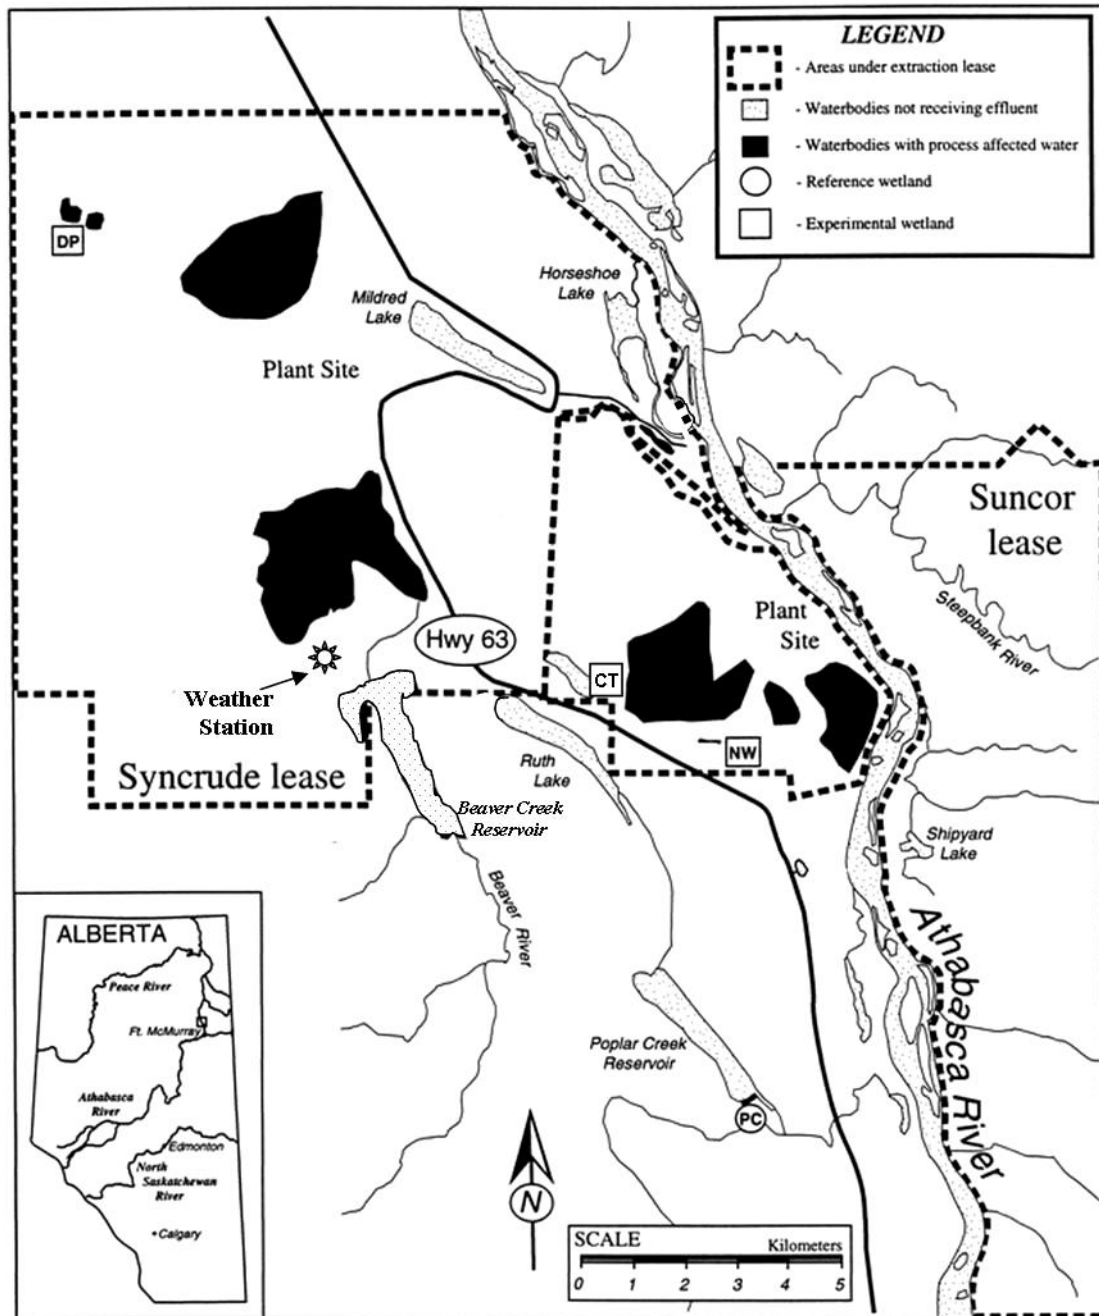 LEGEND
- Areas under extraction lease
- Waterbodies not receiving effluent
- Waterbodies with process affected water
- Reference wetland
- Experimental wetland
DP
Mildred
Lake
Horseshoe
Lake
Plant Site
Suncor
lease
Steepbank River
Plant
Site
Hwy 63
CT
NW
Weather
Station
Syncrude lease
Ruth
Lake
Beaver Creek
Reservoir
Shipyard
Lake
Beaver
River
Athabasca River
Poplar Creek
Reservoir
PC
ALBERTA
Peace River
Ft. McMurray
Athabasca
River
Edmonton
North
Saskatchewan
River
Calgary
N
SCALE
Kilometers
0 1 2 3 4 5